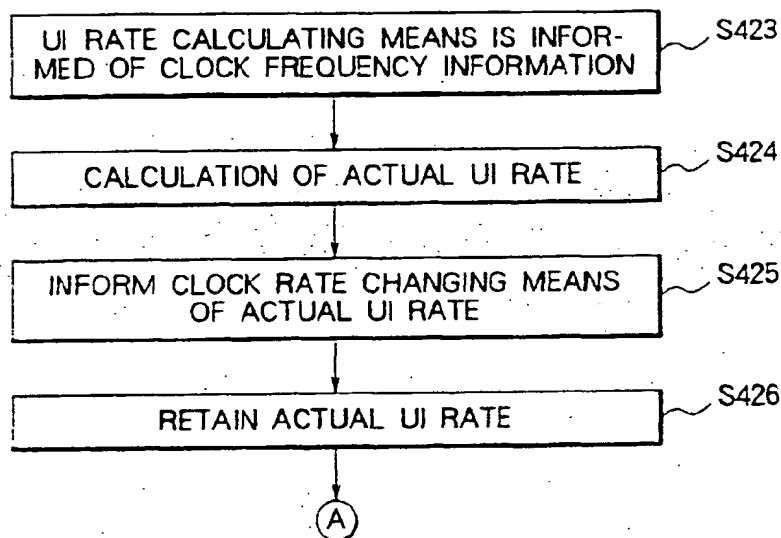 UI RATE CALCULATING MEANS IS INFOR-
MED OF CLOCK FREQUENCY INFORMATION
S423
CALCULATION OF ACTUAL UI RATE
S424
INFORM CLOCK RATE CHANGING MEANS
OF ACTUAL UI RATE
S425
RETAIN ACTUAL UI RATE
S426
A